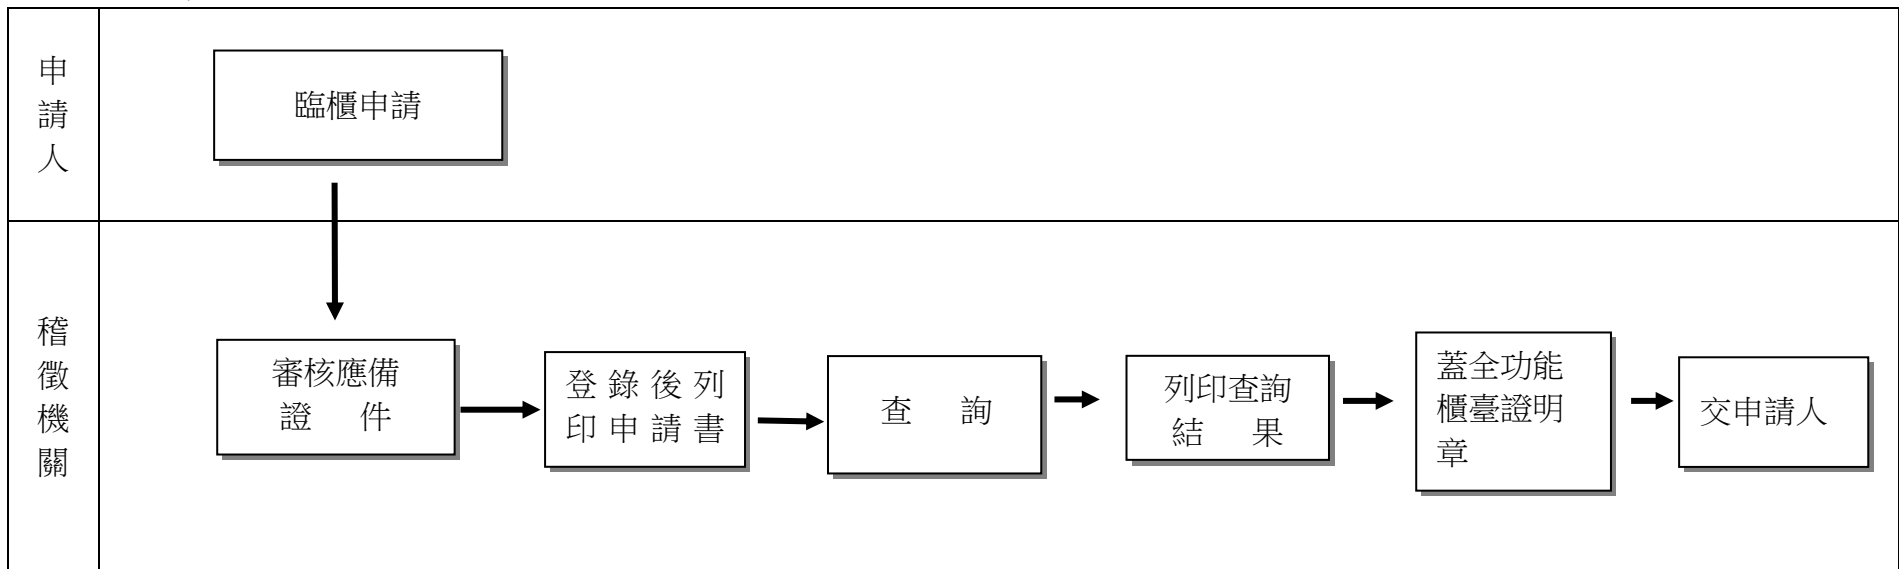 申請人
臨櫃申請
稽徵機關
審核應備
證 件
登錄後列
印申請書
查 詢
列印查詢
結 果
蓋全功能
櫃臺證明
章
交申請人